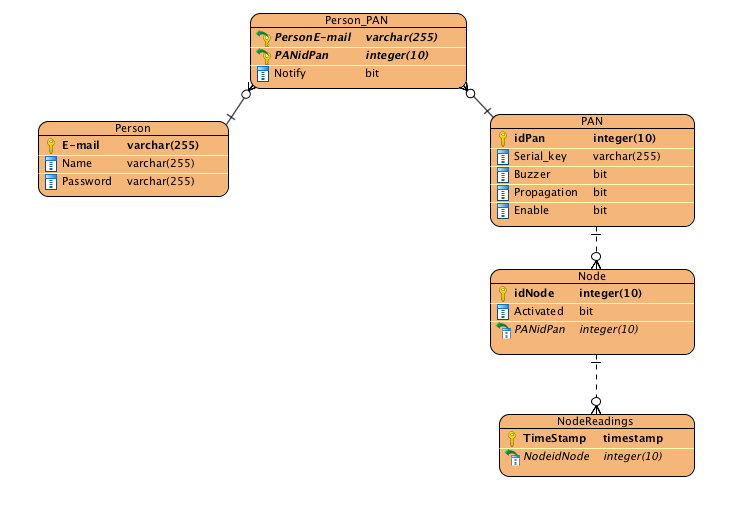 Person_PAN
PersonE-mail varchar(255)
PANidPan integer(10)
Notify bit
Person
E-mail varchar(255)
Name varchar(255)
Password varchar(255)
PAN
idPan integer(10)
Serial_key varchar(255)
Buzzer bit
Propagation bit
Enable bit
Node
idNode integer(10)
Activated bit
PANidPan integer(10)
NodeReadings
TimeStamp timestamp
NodeidNode integer(10)